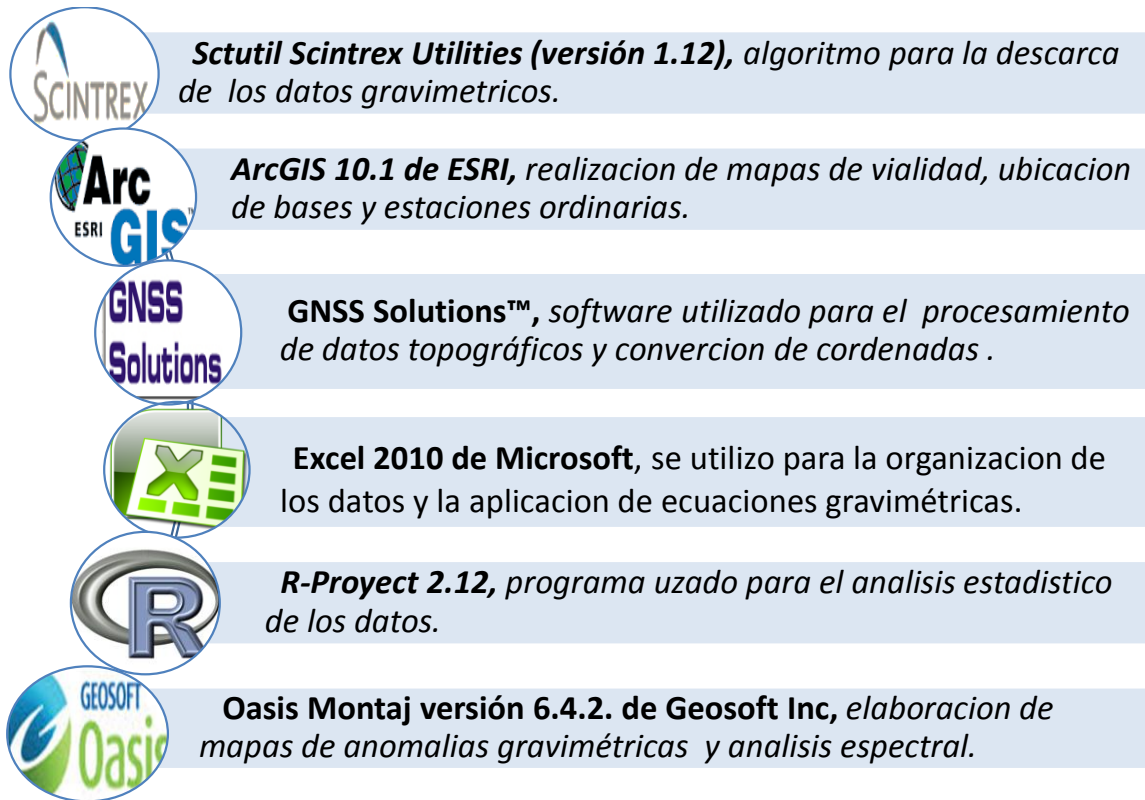 SCINTREX
Sctutil Scintrex Utilities (versión 1.12), algoritmo para la descarca
de los datos gravimetricos.
Arc
ESRI GIS
ArcGIS 10.1 de ESRI, realizacion de mapas de vialidad, ubicacion
de bases y estaciones ordinarias.
GNSS
Solutions
GNSS Solutions™, software utilizado para el procesamiento
de datos topográficos y convercion de cordenadas .
X
Excel 2010 de Microsoft, se utilizo para la organizacion de
los datos y la aplicacion de ecuaciones gravimétricas.
R
R-Proyect 2.12, programa uzado para el analisis estadistico
de los datos.
GEOSOFT
Oasis
Oasis Montaj versión 6.4.2. de Geosoft Inc, elaboracion de
mapas de anomalias gravimétricas y analisis espectral.